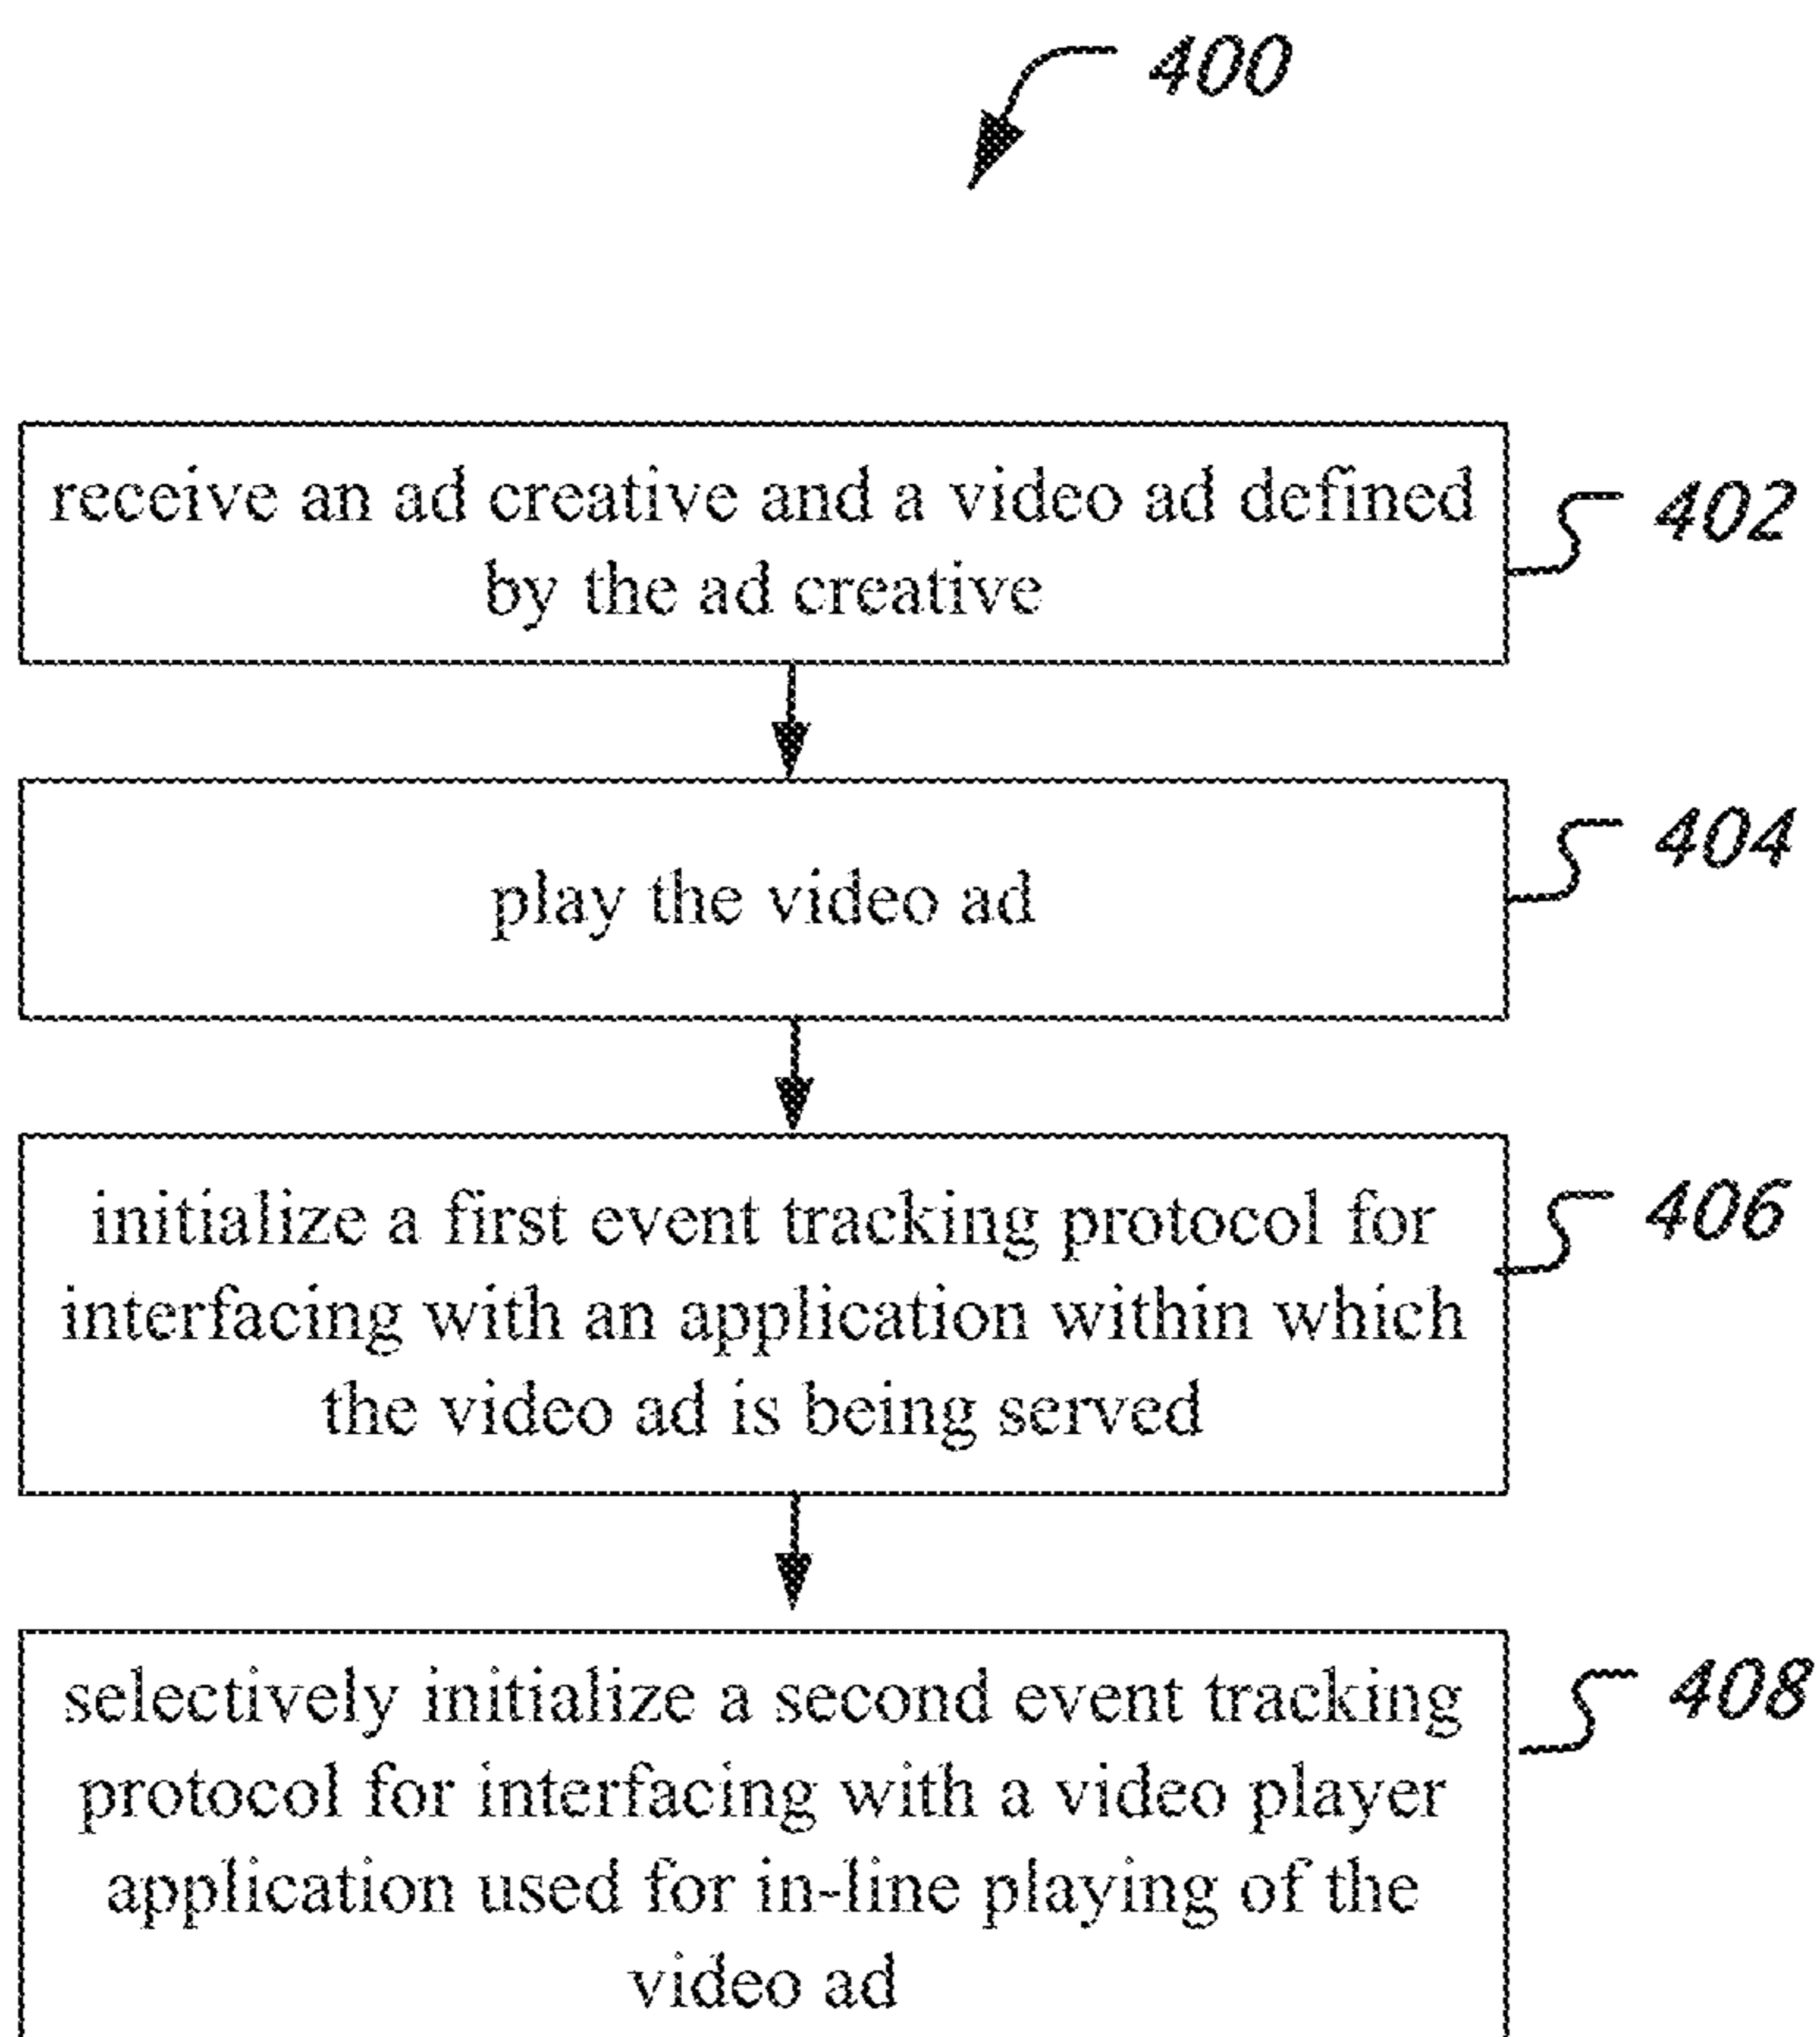 400
receive an ad creative and a video ad defined
by the ad creative
402
play the video ad
404
initialize a first event tracking protocol for
interfacing with an application within which
the video ad is being served
406
selectively initialize a second event tracking
protocol for interfacing with a video player
application used for in-line playing of the
video ad
408